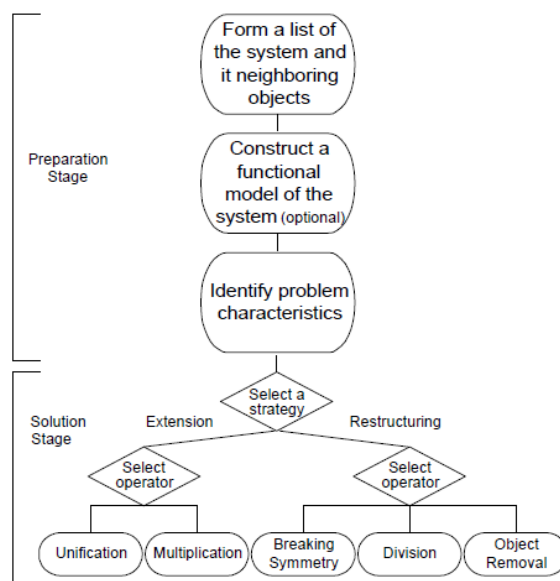 Form a list of
the system and
it neighboring
objects
Preparation
Stage
Construct a
functional
model of the
system (optional)
Identify problem
characteristics
Select a
strategy
Solution
Stage
Extension
Restructuring
Select
operator
Select
operator
Unification
Multiplication
Breaking
Symmetry
Division
Object
Removal